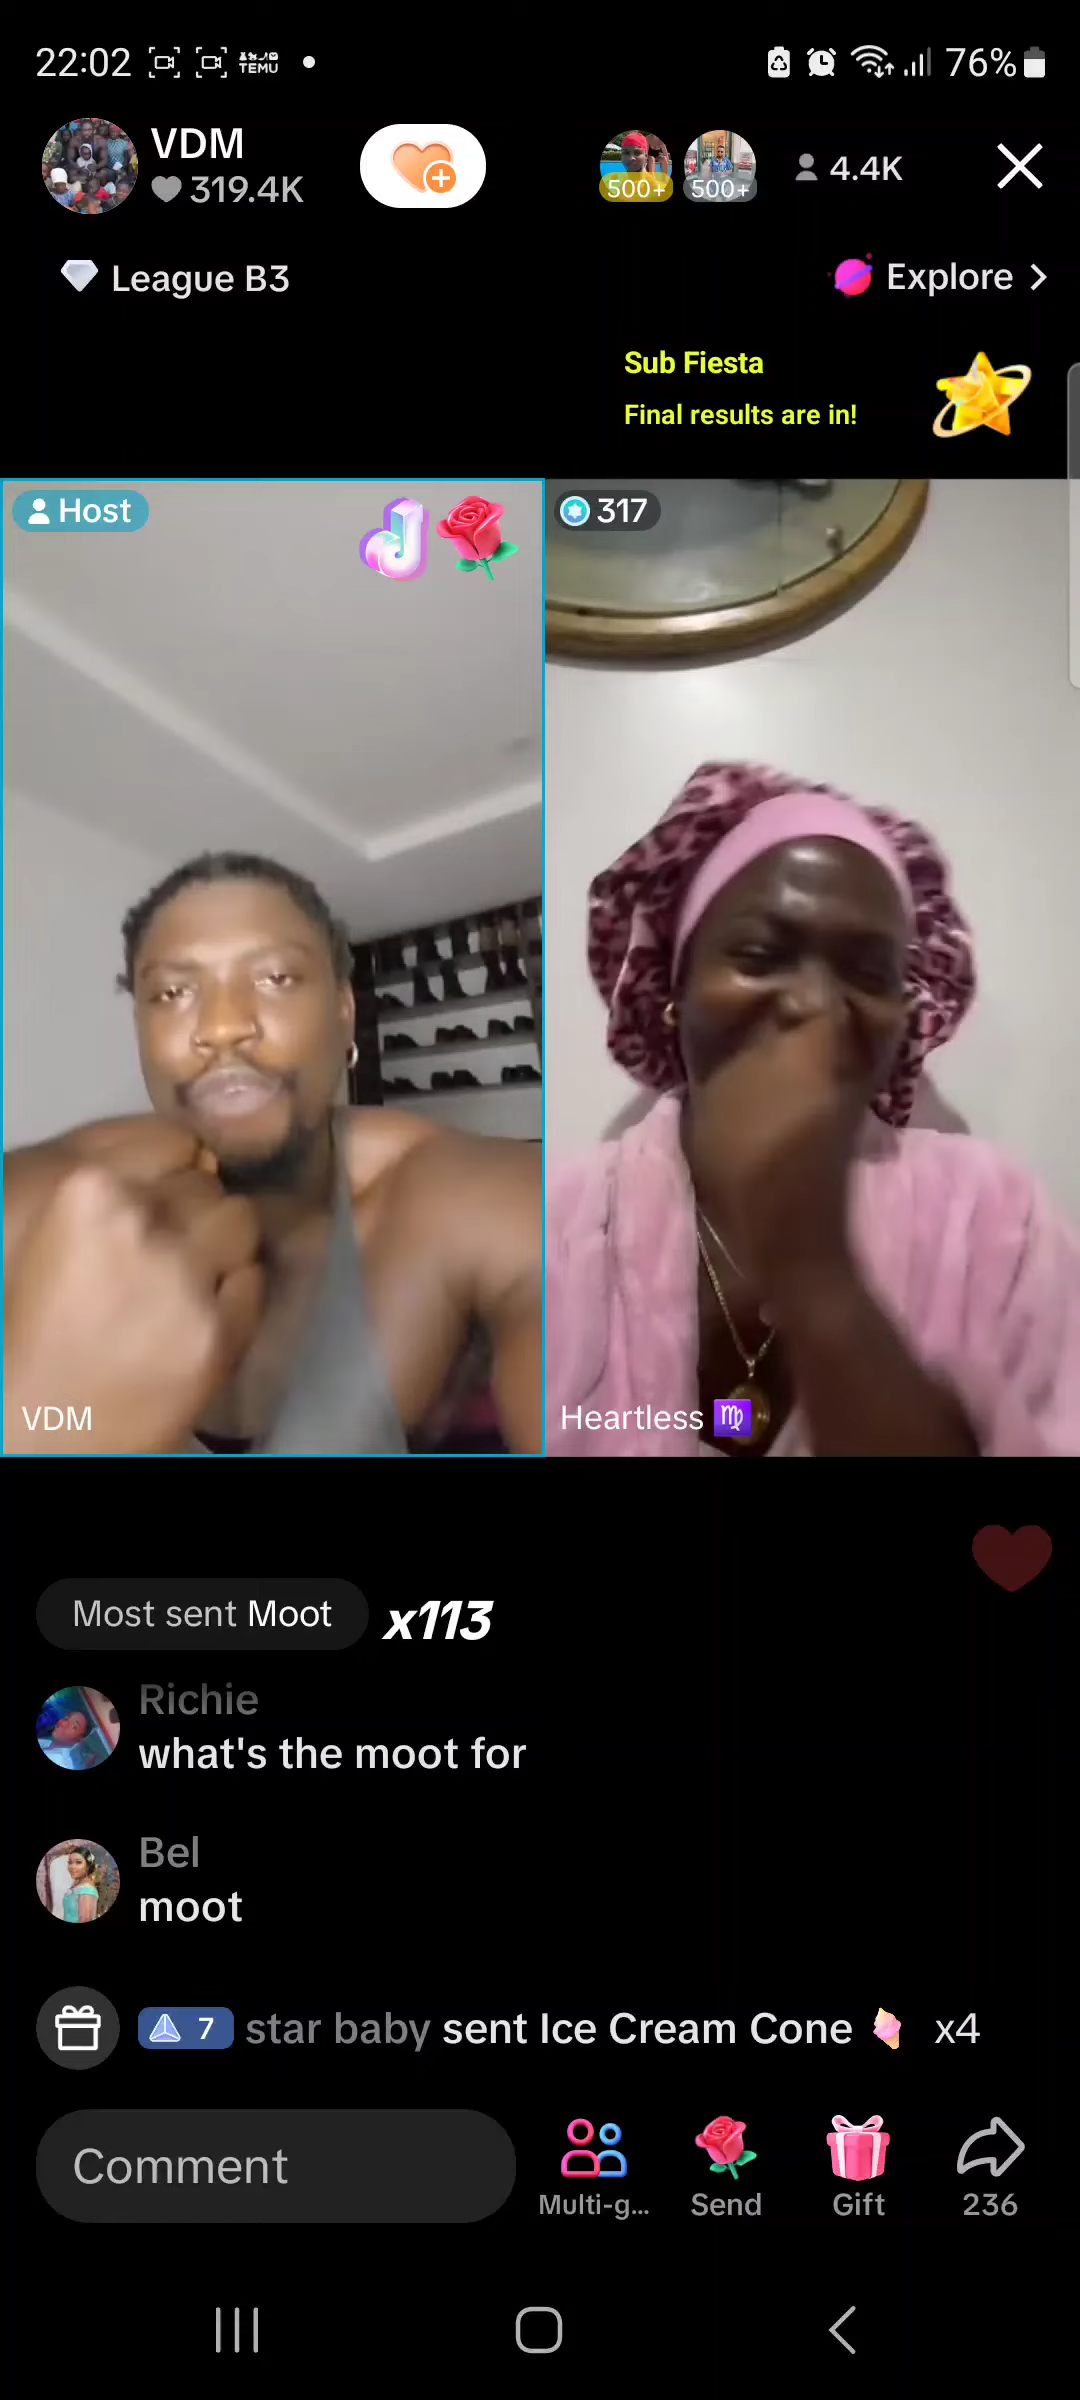 22:02
TEMU
76%
VDM
319.4K
500+
500+
4.4K
League B3
Explore
Sub Fiesta
Final results are in!
Host
317
VDM
Heartless ♍
Most sent Moot x113
Richie
what's the moot for
Bel
moot
7 star baby sent Ice Cream Cone x4
Comment
Multi-g...
Send
Gift
236